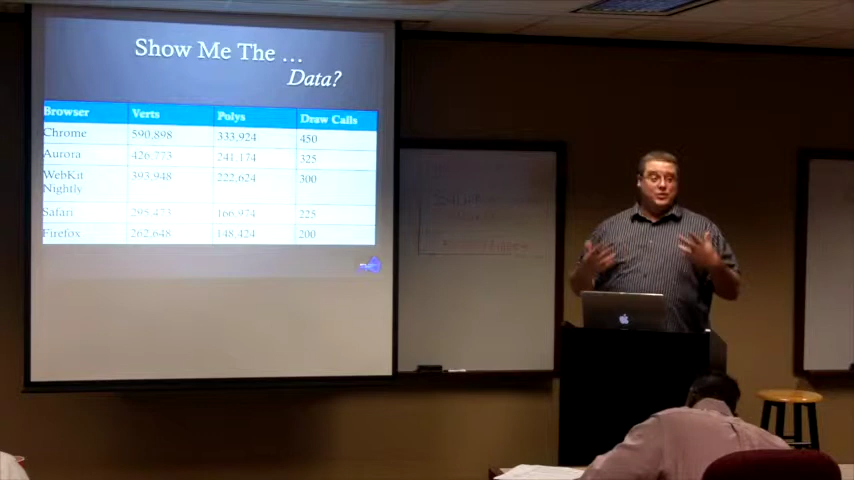 Show Me The ...
Data?
Browser Verts Polys Draw Calls
Chrome 590,898 333,924 450
Aurora 426,773 241,174 325
WebKit Nightly 393,948 222,624 300
Safari 295,473 166,974 225
Firefox 262,648 148,424 200